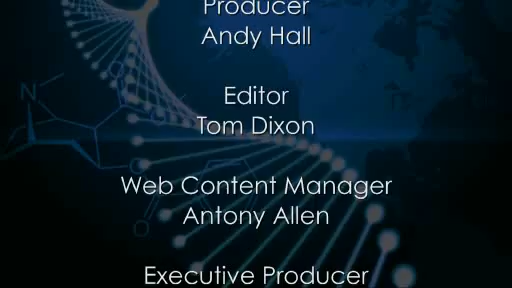 Producer
Andy Hall
Editor
Tom Dixon
Web Content Manager
Antony Allen
Executive Producer